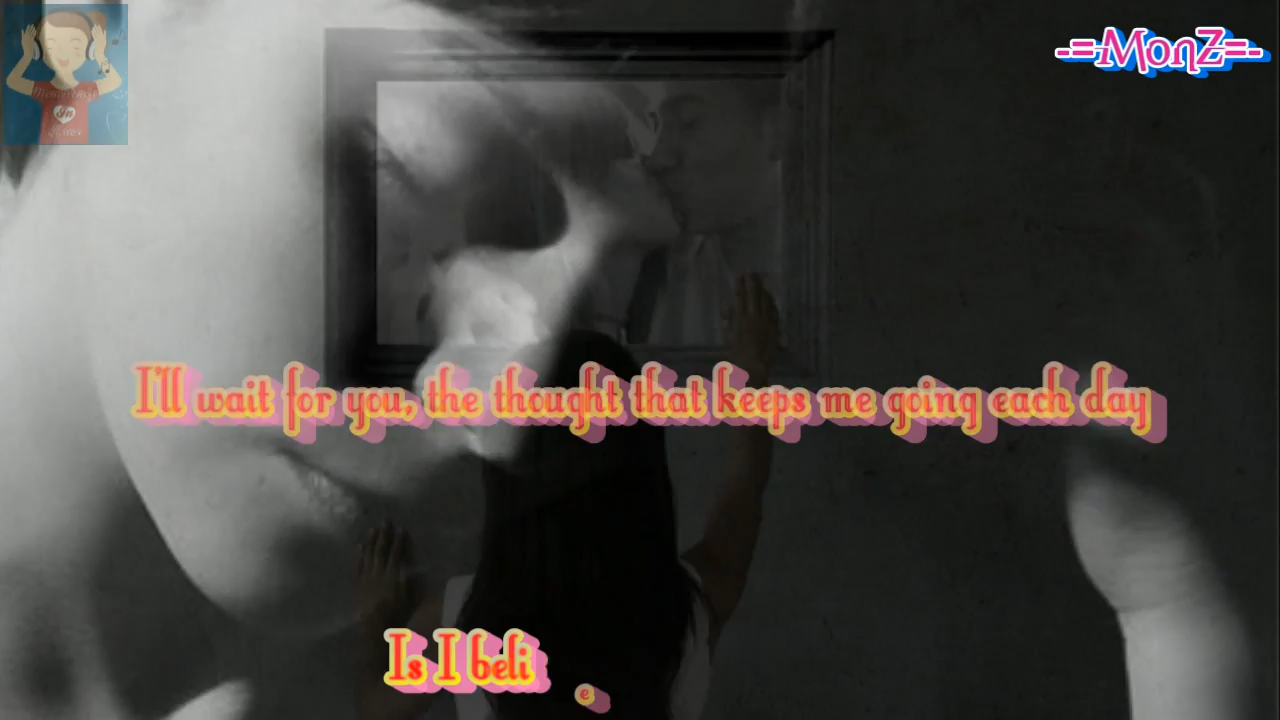 -=MonZ=-
I'll wait for you, the thought that keeps me going each day
Is I beli e